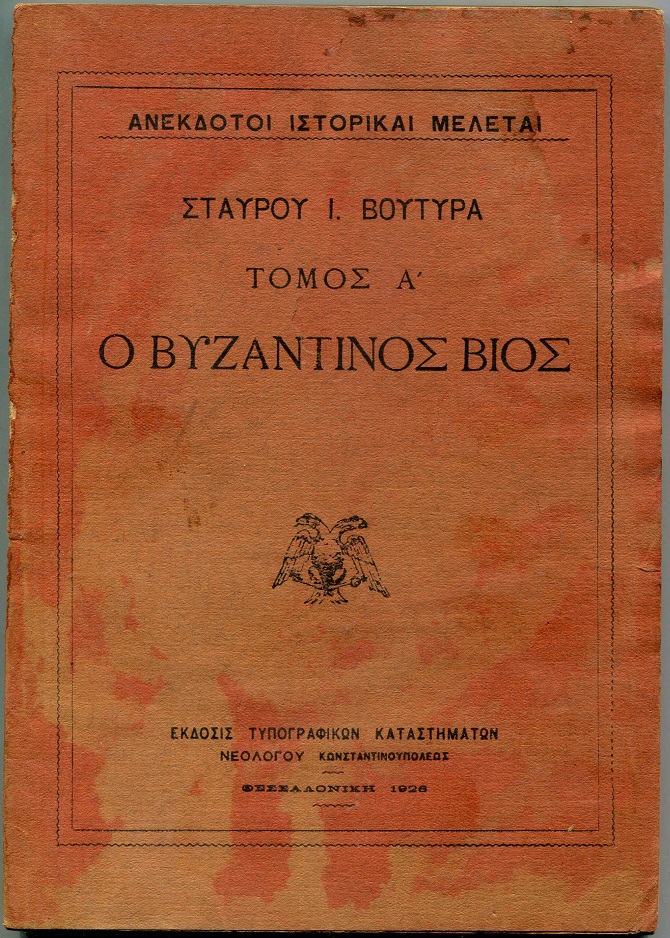 ΑΝΕΚΔΟΤΟΙ ΙΣΤΟΡΙΚΑΙ ΜΕΛΕΤΑΙ
ΣΤΑΥΡΟΥ Ι. ΒΟΥΤΥΡΑ
ΤΟΜΟΣ Α΄
Ο ΒΥΖΑΝΤΙΝΟΣ ΒΙΟΣ
ΕΚΔΟΣΙΣ ΤΥΠΟΓΡΑΦΙΚΩΝ ΚΑΤΑΣΤΗΜΑΤΩΝ
ΝΕΟΛΟΓΟΥ ΚΩΝΣΤΑΝΤΙΝΟΥΠΟΛΕΩΣ
ΘΕΣΣΑΛΟΝΙΚΗ 1926